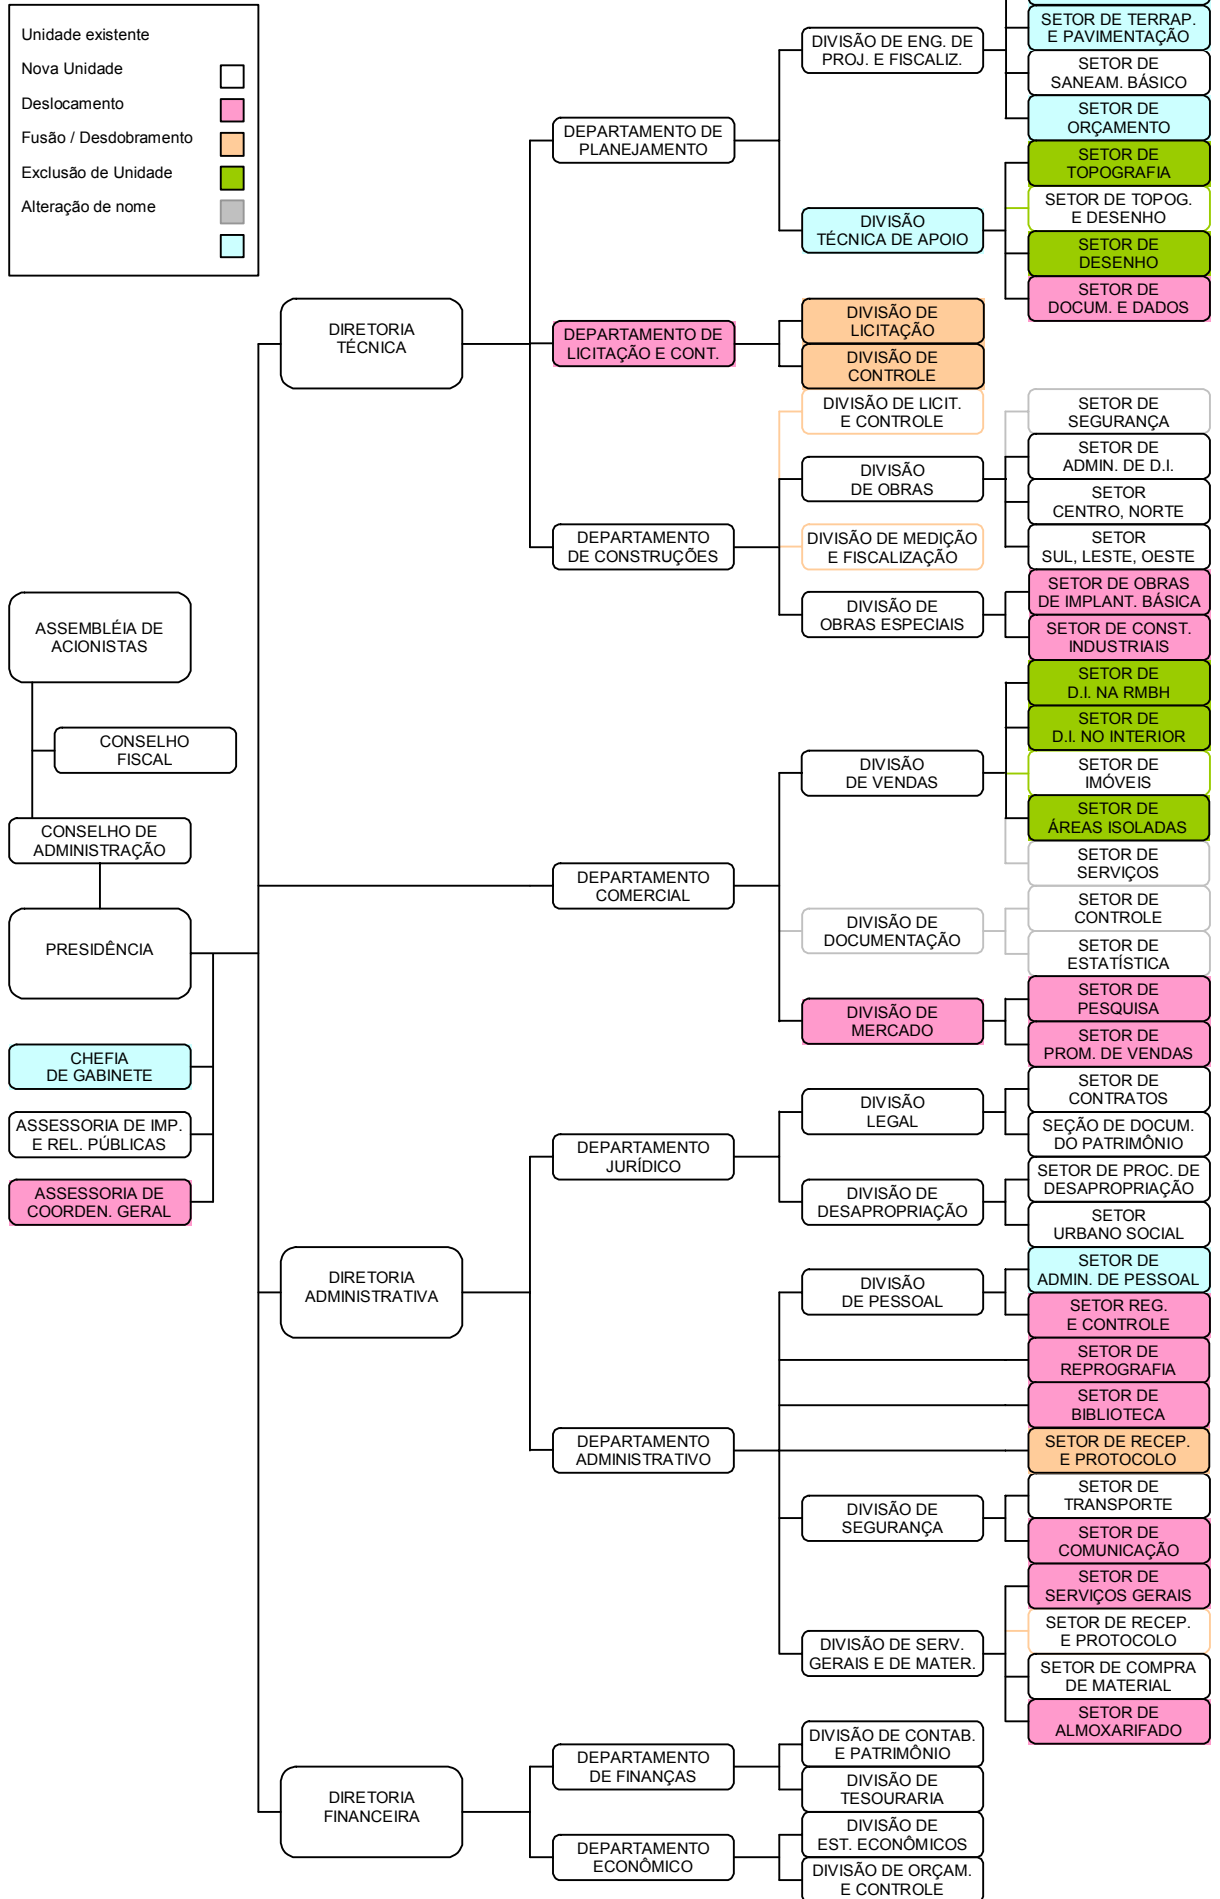 Unidade existente
Nova Unidade
Deslocamento
Fusão / Desdobramento
Exclusão de Unidade
Alteração de nome
ASSEMBLÉIA DE
ACIONISTAS
CONSELHO
FISCAL
CONSELHO DE
ADMINISTRAÇÃO
PRESIDÊNCIA
CHEFIA
DE GABINETE
ASSESSORIA DE IMP.
E REL. PÚBLICAS
ASSESSORIA DE
COORDEN. GERAL
DIRETORIA
TÉCNICA
DEPARTAMENTO DE
PLANEJAMENTO
DIVISÃO DE ENG. DE
PROJ. E FISCALIZ.
SETOR DE TERRAP.
E PAVIMENTAÇÃO
SETOR DE
SANEAM. BÁSICO
SETOR DE
ORÇAMENTO
DIVISÃO
TÉCNICA DE APOIO
SETOR DE
TOPOGRAFIA
SETOR DE TOPOG.
E DESENHO
SETOR DE
DESENHO
SETOR DE
DOCUM. E DADOS
DEPARTAMENTO DE
LICITAÇÃO E CONT.
DIVISÃO DE
LICITAÇÃO
DIVISÃO DE
CONTROLE
DEPARTAMENTO
DE CONSTRUÇÕES
DIVISÃO DE LICIT.
E CONTROLE
DIVISÃO
DE OBRAS
SETOR DE
SEGURANÇA
SETOR DE
ADMIN. DE D.I.
SETOR
CENTRO, NORTE
SETOR
SUL, LESTE, OESTE
DIVISÃO DE MEDIÇÃO
E FISCALIZAÇÃO
DIVISÃO DE
OBRAS ESPECIAIS
SETOR DE OBRAS
DE IMPLANT. BÁSICA
SETOR DE CONST.
INDUSTRIAIS
DEPARTAMENTO
COMERCIAL
DIVISÃO
DE VENDAS
SETOR DE
D.I. NA RMBH
SETOR DE
D.I. NO INTERIOR
SETOR DE
IMÓVEIS
SETOR DE
ÁREAS ISOLADAS
SETOR DE
SERVIÇOS
DIVISÃO DE
DOCUMENTAÇÃO
SETOR DE
CONTROLE
SETOR DE
ESTATÍSTICA
DIVISÃO DE
MERCADO
SETOR DE
PESQUISA
SETOR DE
PROM. DE VENDAS
DIRETORIA
ADMINISTRATIVA
DEPARTAMENTO
JURÍDICO
DIVISÃO
LEGAL
SETOR DE
CONTRATOS
SEÇÃO DE DOCUM.
DO PATRIMÔNIO
DIVISÃO DE
DESAPROPRIAÇÃO
SETOR DE PROC. DE
DESAPROPRIAÇÃO
SETOR
URBANO SOCIAL
DEPARTAMENTO
ADMINISTRATIVO
DIVISÃO
DE PESSOAL
SETOR DE
ADMIN. DE PESSOAL
SETOR REG.
E CONTROLE
SETOR DE
REPROGRAFIA
SETOR DE
BIBLIOTECA
SETOR DE RECEP.
E PROTOCOLO
DIVISÃO DE
SEGURANÇA
SETOR DE
TRANSPORTE
SETOR DE
COMUNICAÇÃO
DIVISÃO DE SERV.
GERAIS E DE MATER.
SETOR DE
SERVIÇOS GERAIS
SETOR DE RECEP.
E PROTOCOLO
SETOR DE COMPRA
DE MATERIAL
SETOR DE
ALMOXARIFADO
DIRETORIA
FINANCEIRA
DEPARTAMENTO
DE FINANÇAS
DIVISÃO DE CONTAB.
E PATRIMÔNIO
DIVISÃO DE
TESOURARIA
DEPARTAMENTO
ECONÔMICO
DIVISÃO DE
EST. ECONÔMICOS
DIVISÃO DE ORÇAM.
E CONTROLE